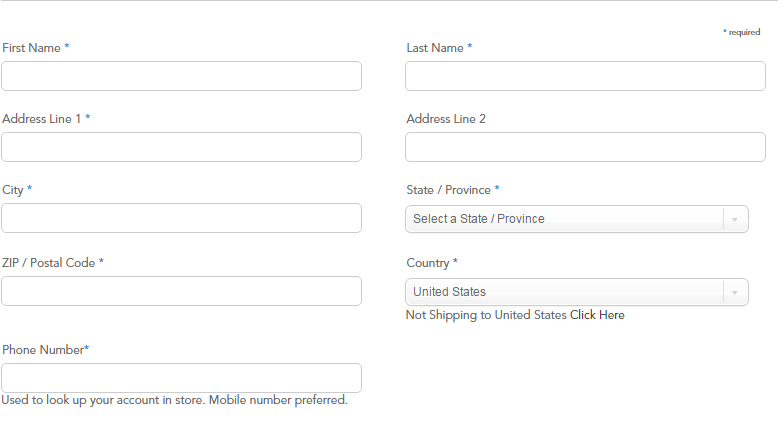 * required
First Name *
Last Name *
Address Line 1 *
Address Line 2
City *
State / Province *
Select a State / Province
ZIP / Postal Code *
Country *
United States
Not Shipping to United States Click Here
Phone Number*
Used to look up your account in store. Mobile number preferred.